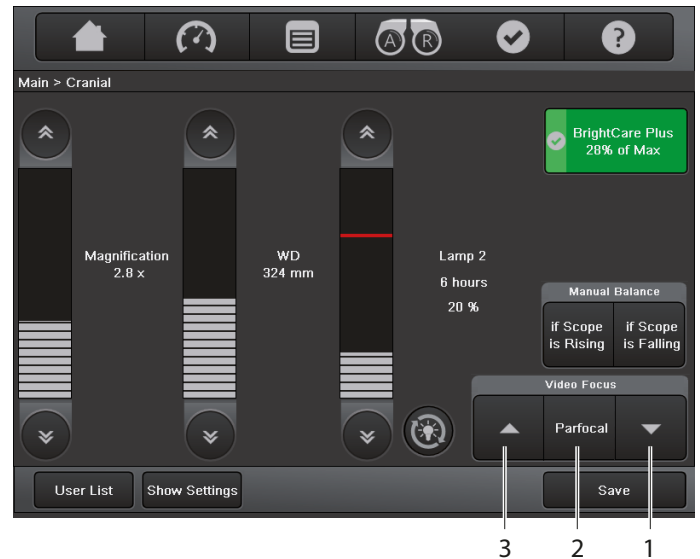 A R ?
Main > Cranial
BrightCare Plus
28% of Max
Magnification
2.8 x
WD
324 mm
Lamp 2
6 hours
20 %
Manual Balance
if Scope
is Rising
if Scope
is Falling
Video Focus
Parfocal
User List
Show Settings
Save
3 2 1